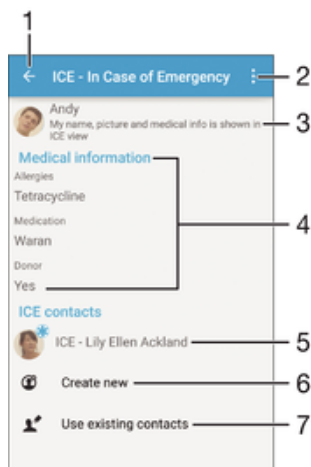 1
ICE - In Case of Emergency
2
Andy
My name, picture and medical info is shown in
ICE view
3
Medical information
Allergies
Tetracycline
Medication
Waran
4
Donor
Yes
ICE contacts
ICE - Lily Ellen Ackland
5
Create new
6
Use existing contacts
7